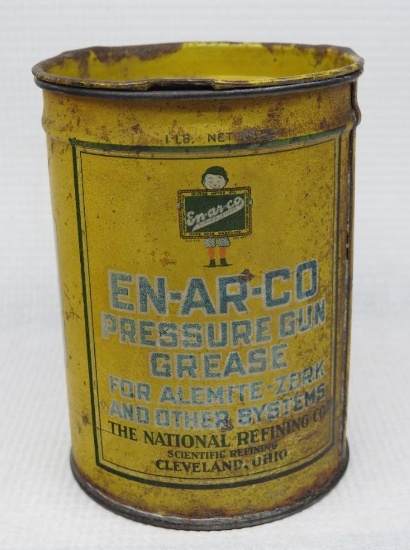 1 LB. NET
En-ar-co
EN-AR-CO
PRESSURE GUN
GREASE
FOR ALEMITE-ZERK
AND OTHER SYSTEMS
THE NATIONAL REFINING CO.
SCIENTIFIC REFINING
CLEVELAND, OHIO